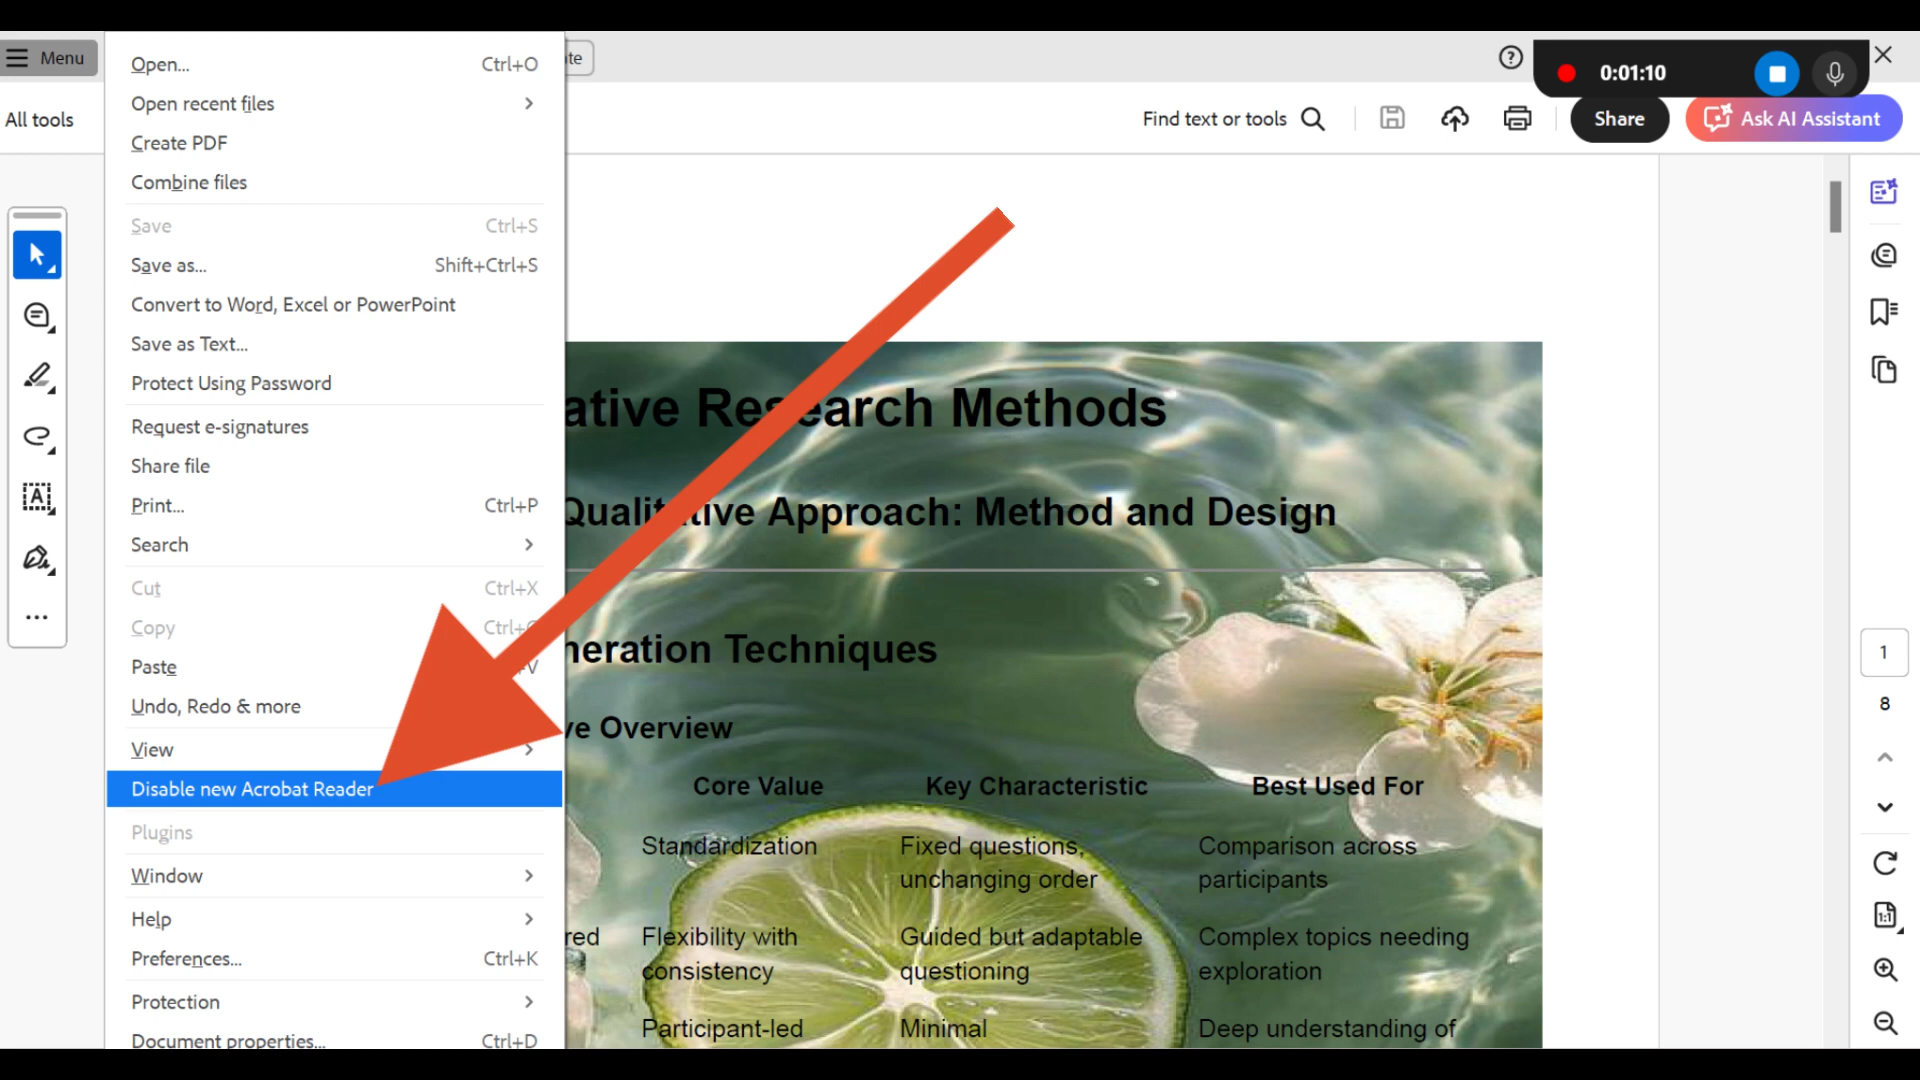 Menu
te
0:01:10
All tools
Find text or tools
Share
Ask AI Assistant
Open... Ctrl+O
Open recent files
Create PDF
Combine files
Save Ctrl+S
Save as... Shift+Ctrl+S
Convert to Word, Excel or PowerPoint
Save as Text...
Protect Using Password
Request e-signatures
Share file
Print... Ctrl+P
Search
Cut Ctrl+X
Copy
Paste
Undo, Redo & more
View
Disable new Acrobat Reader
Plugins
Window
Help
Preferences... Ctrl+K
Protection
Document properties... Ctrl+D
ative Research Methods
Qualitative Approach: Method and Design
neration Techniques
ve Overview
Core Value Key Characteristic Best Used For
Standardization Fixed questions, Comparison across
unchanging order participants
red Flexibility with Guided but adaptable Complex topics needing
consistency questioning exploration
Participant-led Minimal Deep understanding of
1
8